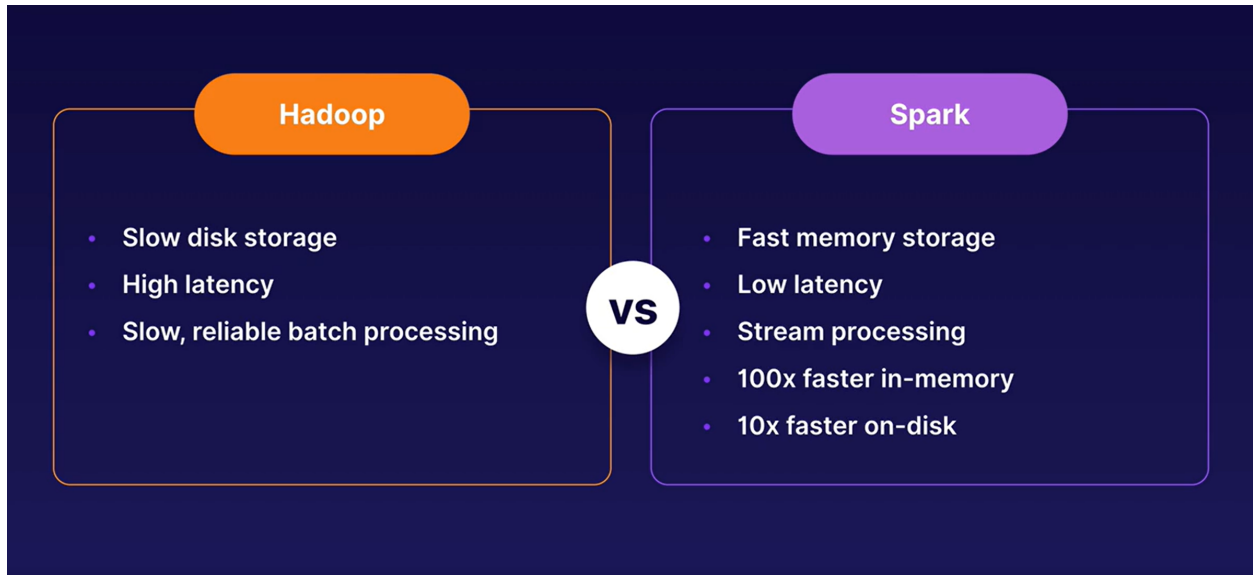 Hadoop
• Slow disk storage
• High latency
• Slow, reliable batch processing
vs
Spark
• Fast memory storage
• Low latency
• Stream processing
• 100x faster in-memory
• 10x faster on-disk